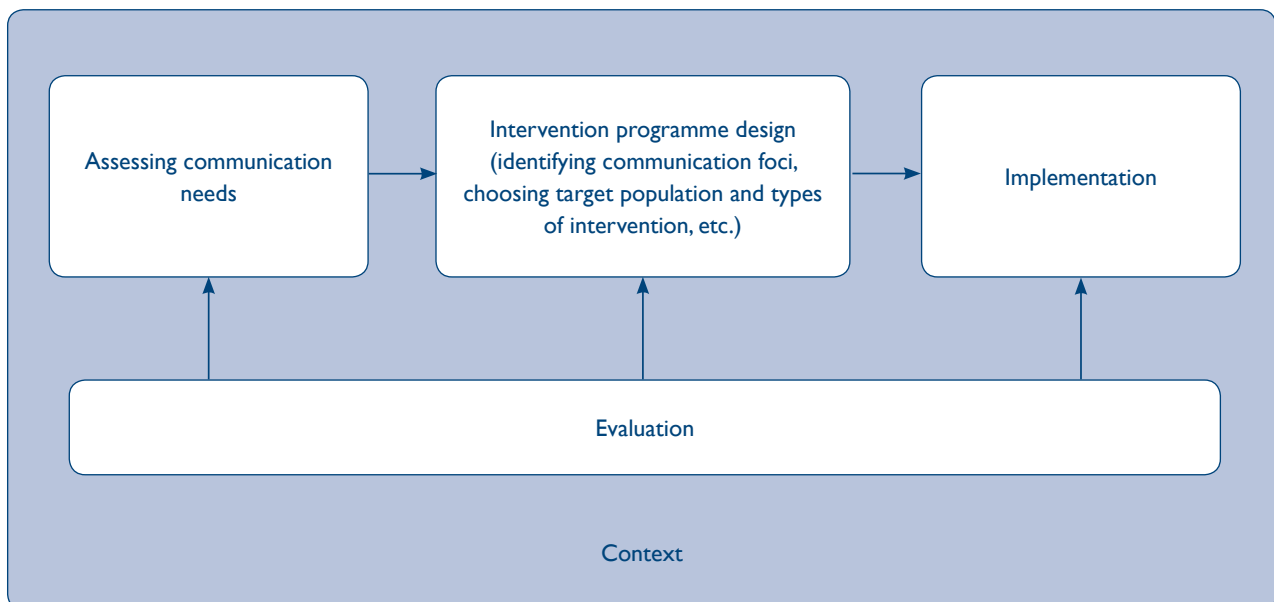 Assessing communication
needs
Intervention programme design
(identifying communication foci,
choosing target population and types
of intervention, etc.)
Implementation
Evaluation
Context